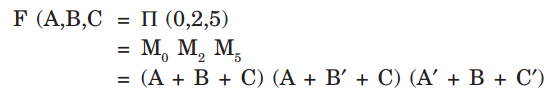 F (A,B,C = Π (0,2,5)
= M₀ M₂ M₅
= (A + B + C) (A + B′ + C) (A′ + B + C′)